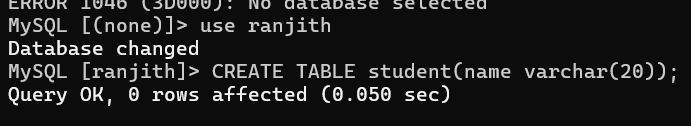 ERROR 1046 (3D000): No database selected
MySQL [(none)]> use ranjith
Database changed
MySQL [ranjith]> CREATE TABLE student(name varchar(20));
Query OK, 0 rows affected (0.050 sec)